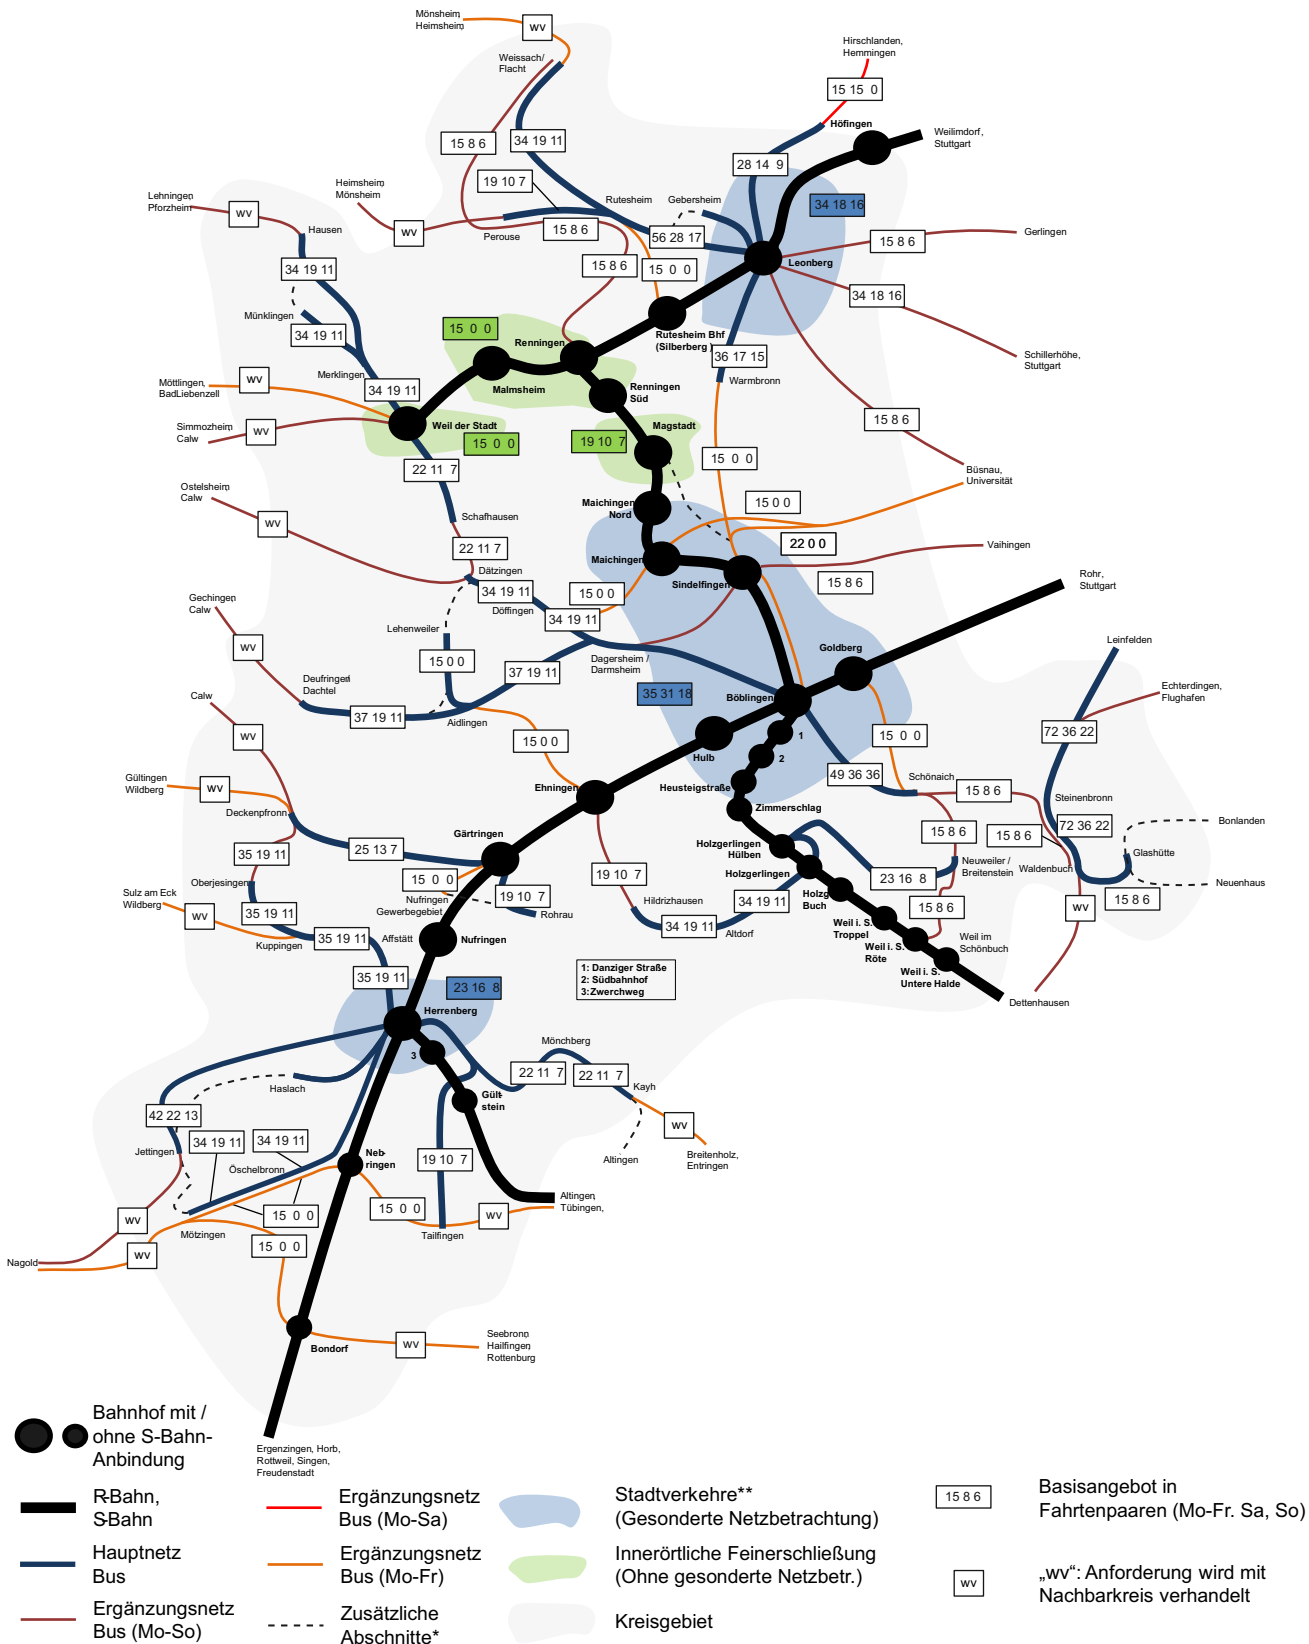 Mönsheim,
Heimsheim
wv
Weissach/
Flacht
Hirschlanden,
Hemmingen
15 15 0
Höfingen
Weilimdorf,
Stuttgart
15 8 6
34 19 11
28 14 9
19 10 7
Heimsheim,
Mönsheim
wv
Lehningen,
Pforzheim
wv
Hausen
Rutesheim
Gebersheim
34 18 16
Perouse
15 8 6
56 28 17
15 8 6
Gerlingen
Leonberg
34 19 11
15 8 6
15 0 0
34 18 16
Münklingen
34 19 11
15 0 0
Renningen
Rutesheim Bhf
(Silberberg )
36 17 15
Schillerhöhe,
Stuttgart
Merklingen
Malmsheim
Renningen
Süd
Warmbronn
Möttlingen,
BadLiebenzell
wv
34 19 11
15 8 6
Simmozheim,
Calw
wv
Weil der Stadt
15 0 0
19 10 7
Magstadt
22 11 7
15 0 0
Büsnau,
Universität
Ostelsheim,
Calw
wv
Maichingen
Nord
15 0 0
Schafhausen
22 11 7
Maichingen
22 0 0
Vaihingen
Dätzingen
34 19 11
Sindelfingen
15 8 6
Rohr,
Stuttgart
Gechingen,
Calw
15 0 0
Döffingen
34 19 11
Lehenweiler
wv
15 0 0
37 19 11
Dagersheim /
Darmsheim
Goldberg
Leinfelden
Deufringen/
Dachtel
37 19 11
35 31 18
Böblingen
Echterdingen,
Flughafen
Calw
Aidlingen
wv
15 0 0
1
15 0 0
72 36 22
Hulb
2
49 36 36
Schönaich
Gültingen
Wildberg
wv
Ehningen
Heusteigstraße
15 8 6
Steinenbronn
Deckenpfronn
Zimmerschlag
72 36 22
Bonlanden
Gärtringen
15 8 6
15 8 6
35 19 11
25 13 7
Holzgerlingen
Hülben
Glashütte
Oberjesingen
15 0 0
19 10 7
Holzgerlingen
23 16 8
Neuweiler /
Breitenstein
Waldenbuch
Neuenhaus
Sulz am Eck
Wildberg
wv
35 19 11
Nufringen
Gewerbegebiet
19 10 7
Rohrau
Hildrizhausen
34 19 11
Holzg.
Buch
15 8 6
wv
15 8 6
Kuppingen
35 19 11
Affstätt
Nufringen
34 19 11
Altdorf
Weil i. S.
Troppel
Weil i. S.
Röte
Weil im
Schönbuch
35 19 11
1: Danziger Straße
2: Südbahnhof
3: Zwerchweg
Weil i. S.
Untere Halde
23 16 8
Dettenhausen
Herrenberg
3
Mönchberg
22 11 7
22 11 7
Haslach
Gült-
stein
Kayh
42 22 13
wv
34 19 11
34 19 11
Jettingen
Neb-
ringen
19 10 7
Altingen
Breitenholz,
Entringen
Öschelbronn
Altingen,
Tübingen,
wv
15 0 0
15 0 0
wv
Mötzingen
Tailfingen
Nagold
wv
15 0 0
Bondorf
wv
Seebronn,
Hailfingen,
Rottenburg
Ergenzingen, Horb,
Rottweil, Singen,
Freudenstadt
Bahnhof mit /
ohne S-Bahn-
Anbindung
R-Bahn,
S-Bahn
Ergänzungsnetz
Bus (Mo-Sa)
Stadtverkehre**
(Gesonderte Netzbetrachtung)
15 8 6
Basisangebot in
Fahrtenpaaren (Mo-Fr. Sa, So)
Hauptnetz
Bus
Ergänzungsnetz
Bus (Mo-Fr)
Innerörtliche Feinerschließung
(Ohne gesonderte Netzbetr.)
wv
„wv“: Anforderung wird mit
Nachbarkreis verhandelt
Ergänzungsnetz
Bus (Mo-So)
Zusätzliche
Abschnitte*
Kreisgebiet